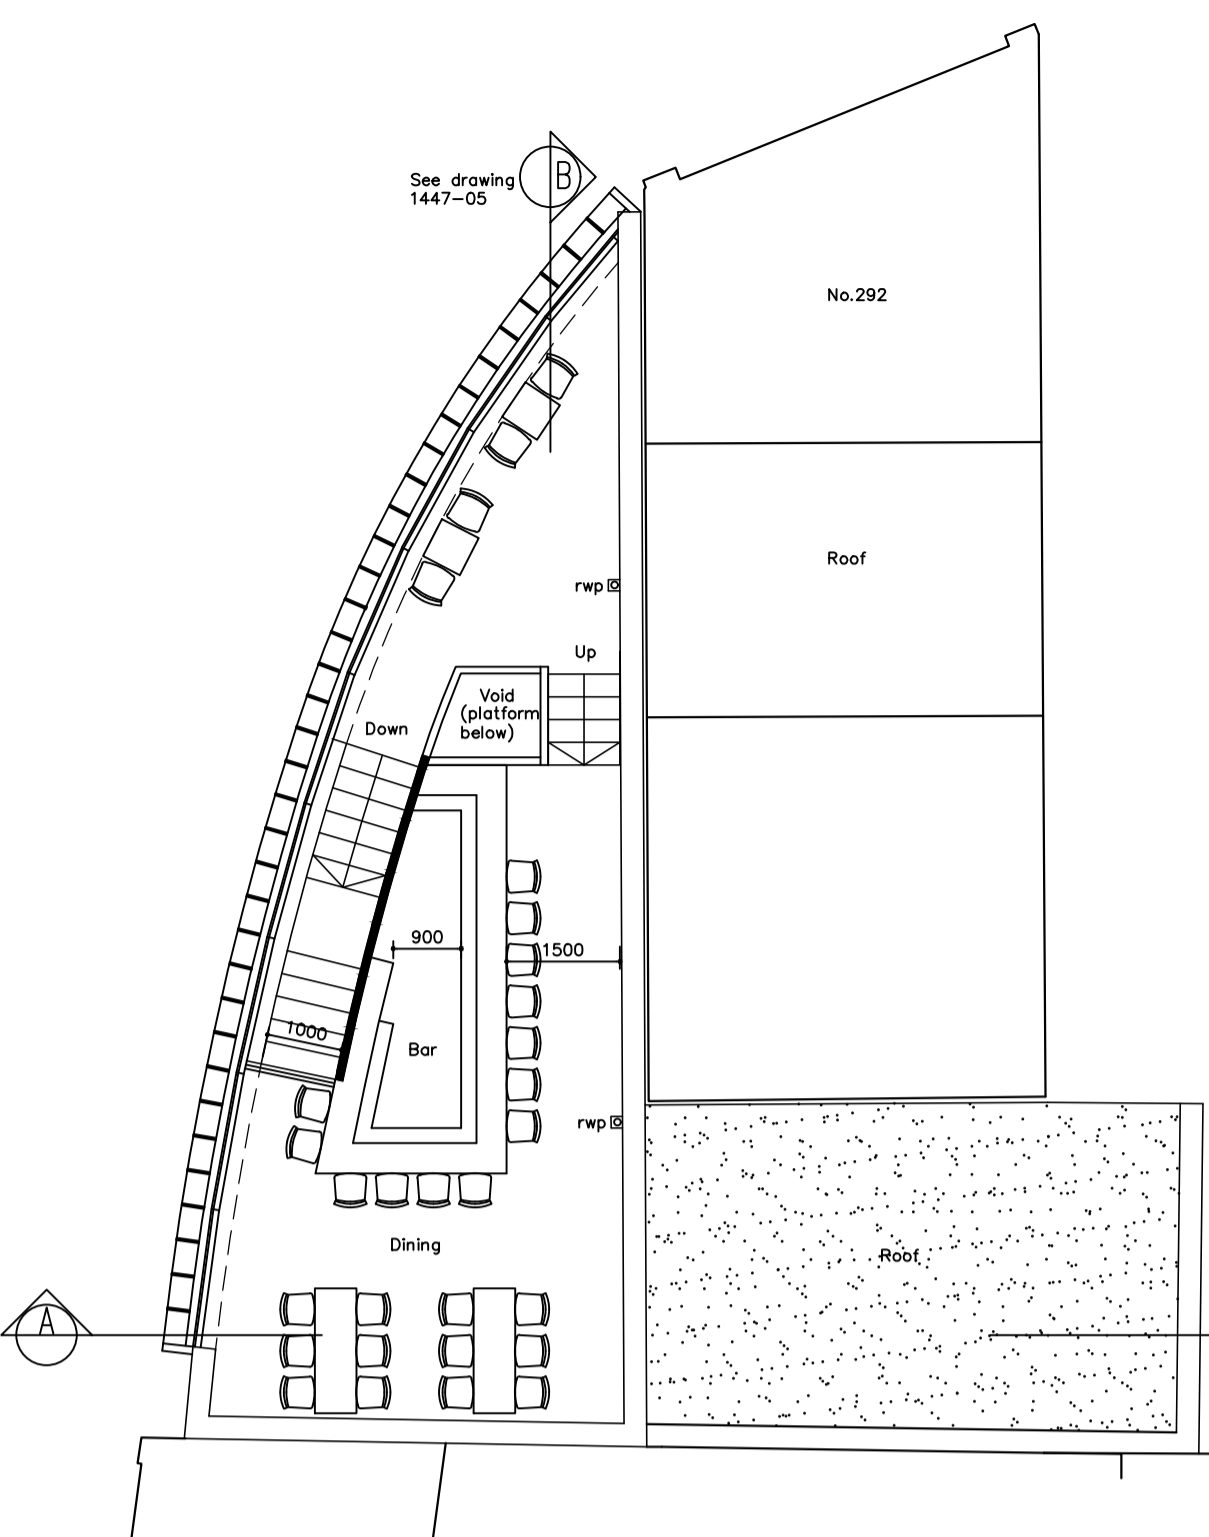 See drawing
1447-05
B
No.292
Roof
rwp
Up
Void
(platform
below)
Down
900
1500
1000
Bar
rwp
Dining
Roof
A